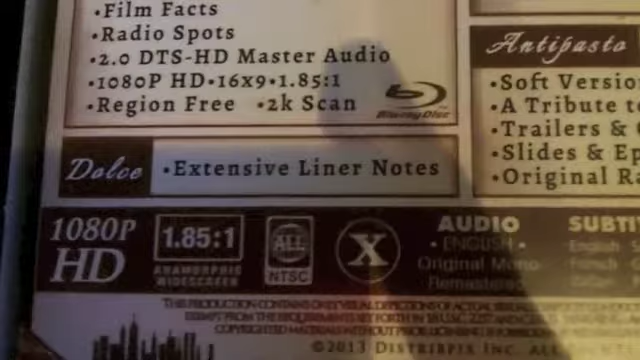 •Film Facts
•Radio Spots
•2.0 DTS-HD Master Audio
•1080P HD•16x9•1.85:1
•Region Free •2k Scan
Blu-ray Disc
Antipasto
•Soft Versio
•A Tribute to
•Trailers &
•Slides & Ep
•Original Ra
Dolce
•Extensive Liner Notes
1080P
HD
1.85:1
ANAMORPHIC
WIDESCREEN
ALL
NTSC
X
AUDIO
• ENGLISH •
Original Mono
Remastered
SUBTI
English
French
©2013 DISTRIBPIX INC.